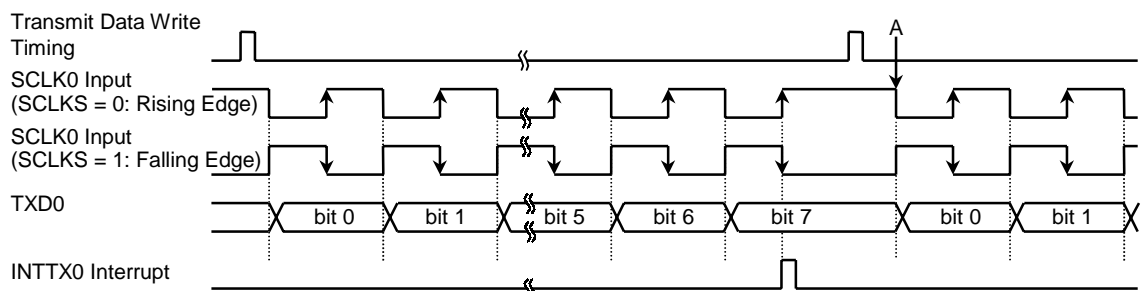 Transmit Data Write
Timing
A
SCLK0 Input
(SCLKS = 0: Rising Edge)
SCLK0 Input
(SCLKS = 1: Falling Edge)
TXD0
bit 0 bit 1 bit 5 bit 6 bit 7 bit 0 bit 1
INTTX0 Interrupt